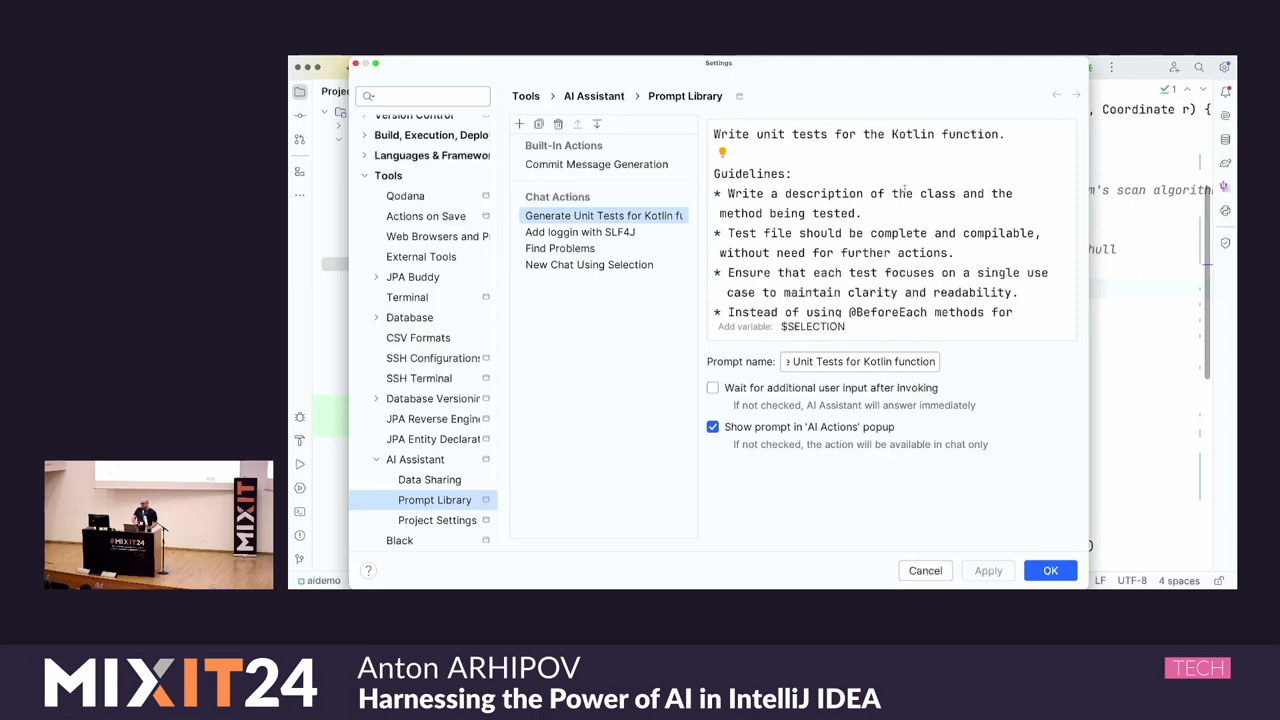 Settings
Project
Tools > AI Assistant > Prompt Library
Version Control
Build, Execution, Deplo
Languages & Framewor
Tools
Qodana
Actions on Save
Web Browsers and P
External Tools
JPA Buddy
Terminal
Database
CSV Formats
SSH Configurations
SSH Terminal
Database Versionin
JPA Reverse Engine
JPA Entity Declarat
AI Assistant
Data Sharing
Prompt Library
Project Settings
Black
Built-In Actions
Commit Message Generation
Chat Actions
Generate Unit Tests for Kotlin fu
Add loggin with SLF4J
Find Problems
New Chat Using Selection
Write unit tests for the Kotlin function.
Guidelines:
* Write a description of the class and the
method being tested.
* Test file should be complete and compilable,
without need for further actions.
* Ensure that each test focuses on a single use
case to maintain clarity and readability.
* Instead of using @BeforeEach methods for
Add variable: $SELECTION
Prompt name: e Unit Tests for Kotlin function
Wait for additional user input after invoking
If not checked, AI Assistant will answer immediately
Show prompt in 'AI Actions' popup
If not checked, the action will be available in chat only
?
Cancel
Apply
OK
1
, Coordinate r) {
m's scan algorith
hull
)
aidemo
LF
UTF-8
4 spaces
MIXIT
#MIXIT24
MIXIT24
Anton ARHIPOV
Harnessing the Power of AI in IntelliJ IDEA
TECH